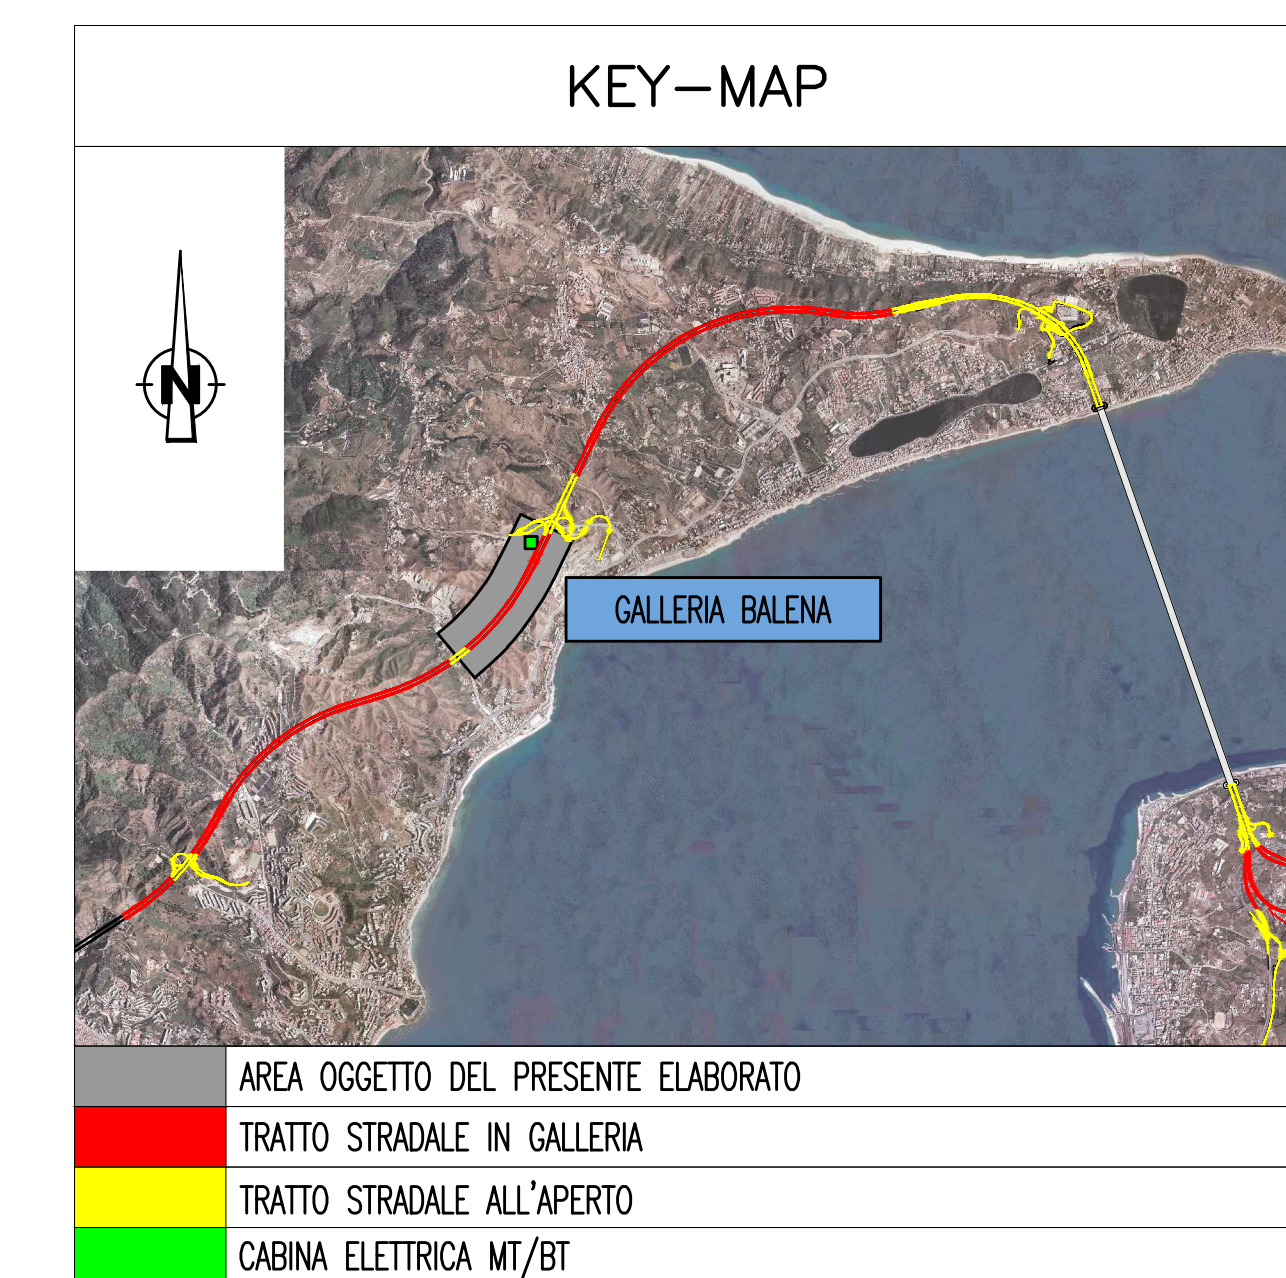 KEY-MAP
N
GALLERIA BALENA
AREA OGGETTO DEL PRESENTE ELABORATO
TRATTO STRADALE IN GALLERIA
TRATTO STRADALE ALL'APERTO
CABINA ELETTRICA MT/BT